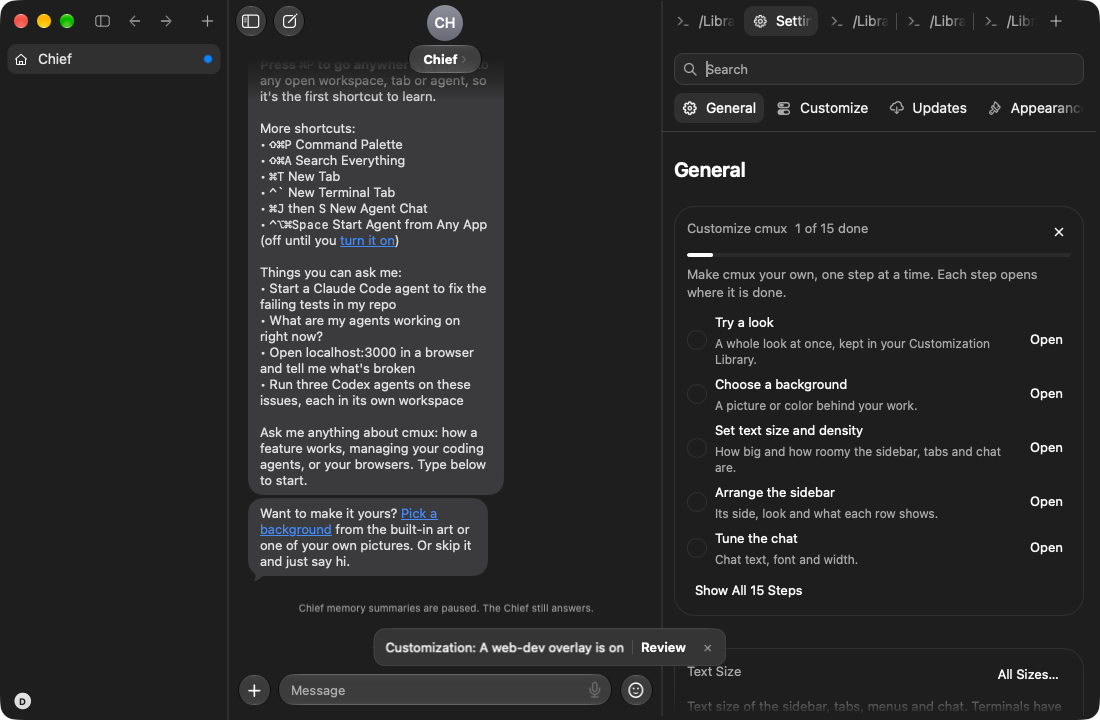 Chief
D
CH
Chief
Press ⌘P to go anywhere
any open workspace, tab or agent, so
it's the first shortcut to learn.
More shortcuts:
• ⇧⌘P Command Palette
• ⇧⌘A Search Everything
• ⌘T New Tab
• ^` New Terminal Tab
• ⌘J then S New Agent Chat
• ^⌥⌘Space Start Agent from Any App
(off until you turn it on)
Things you can ask me:
• Start a Claude Code agent to fix the
failing tests in my repo
• What are my agents working on
right now?
• Open localhost:3000 in a browser
and tell me what's broken
• Run three Codex agents on these
issues, each in its own workspace
Ask me anything about cmux: how a
feature works, managing your coding
agents, or your browsers. Type below
to start.
Want to make it yours? Pick a
background from the built-in art or
one of your own pictures. Or skip it
and just say hi.
Chief memory summaries are paused. The Chief still answers.
Customization: A web-dev overlay is on Review
Message
/Libra Settin /Libra /Libra /Libr
Search
General Customize Updates Appearanc
General
Customize cmux 1 of 15 done
Make cmux your own, one step at a time. Each step opens
where it is done.
Try a look
A whole look at once, kept in your Customization
Library.
Open
Choose a background
A picture or color behind your work.
Open
Set text size and density
How big and how roomy the sidebar, tabs and chat
are.
Open
Arrange the sidebar
Its side, look and what each row shows.
Open
Tune the chat
Chat text, font and width.
Open
Show All 15 Steps
Text Size
All Sizes...
Text size of the sidebar, tabs, menus and chat. Terminals have